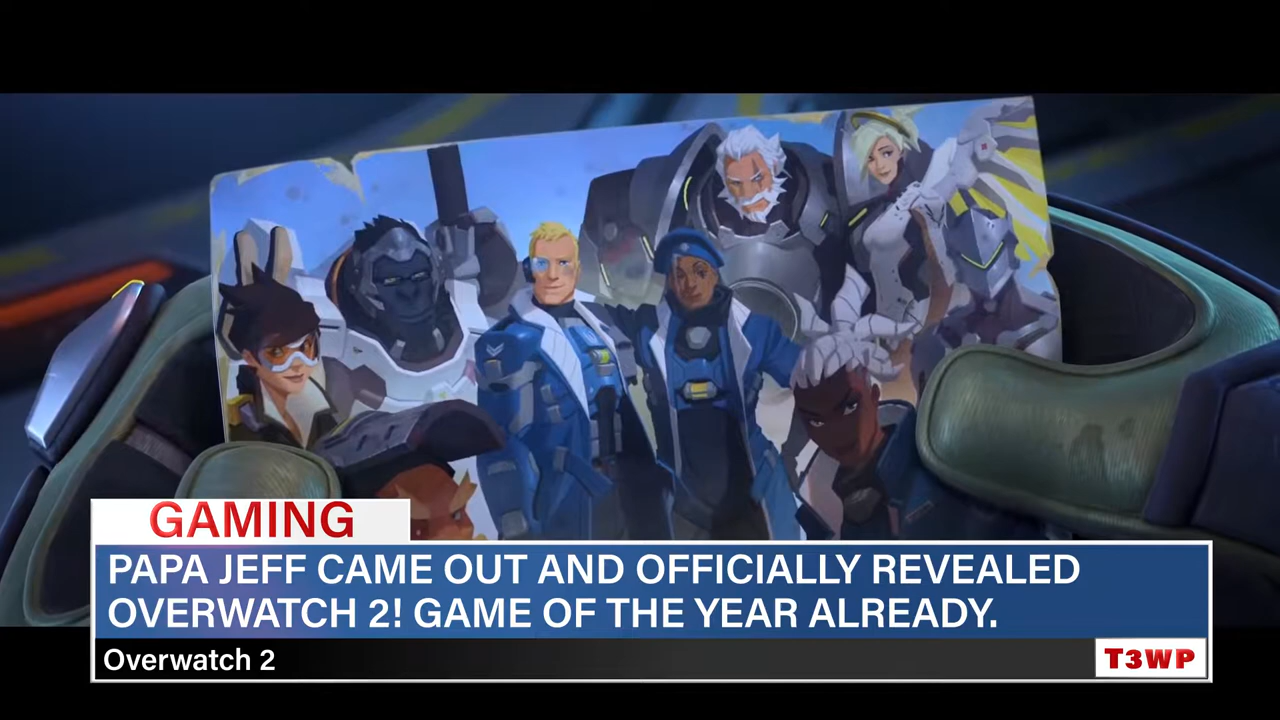 GAMING
PAPA JEFF CAME OUT AND OFFICIALLY REVEALED
OVERWATCH 2! GAME OF THE YEAR ALREADY.
Overwatch 2
T3WP